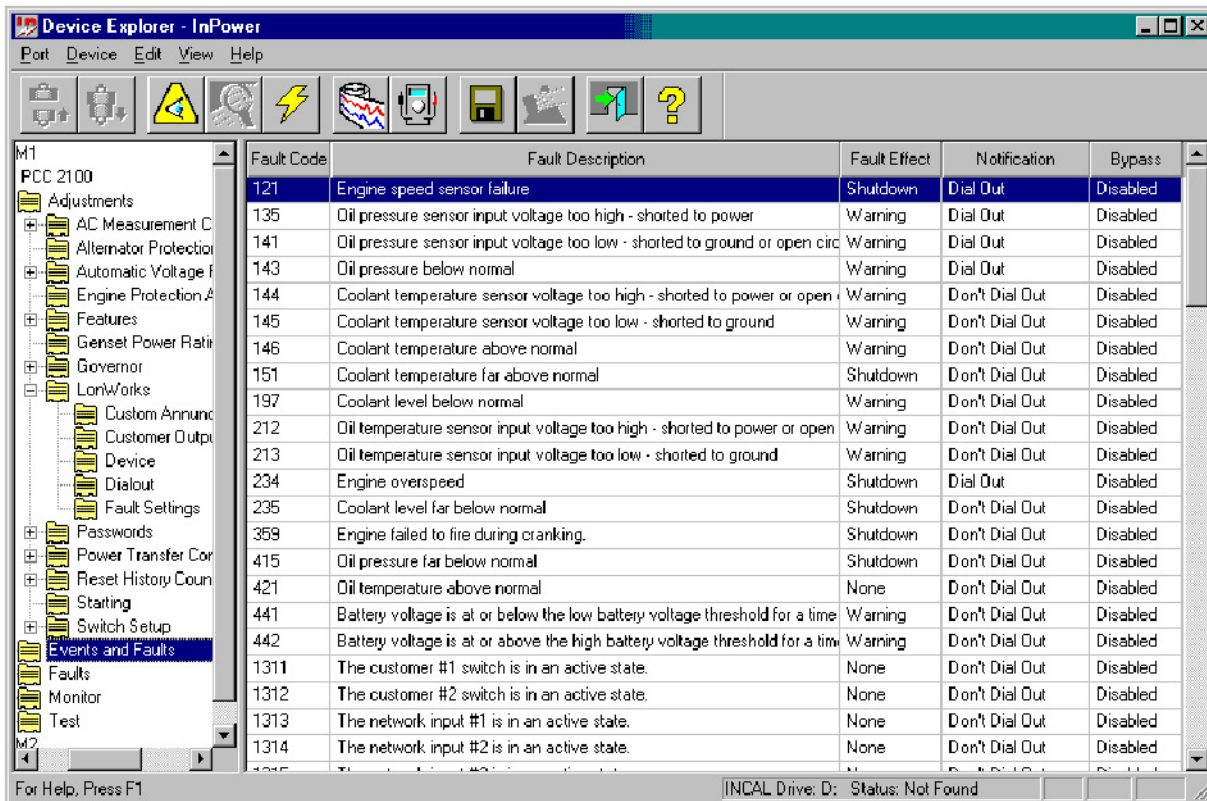 Device Explorer - InPower
Port Device Edit View Help
M1
PCC 2100
Adjustments
AC Measurement C
Alternator Protection
Automatic Voltage R
Engine Protection A
Features
Genset Power Ratin
Governor
LonWorks
Custom Annunc
Customer Outpu
Device
Dialout
Fault Settings
Passwords
Power Transfer Con
Reset History Coun
Starting
Switch Setup
Events and Faults
Faults
Monitor
Test
M2
Fault Code Fault Description Fault Effect Notification Bypass
121 Engine speed sensor failure Shutdown Dial Out Disabled
135 Oil pressure sensor input voltage too high - shorted to power Warning Dial Out Disabled
141 Oil pressure sensor input voltage too low - shorted to ground or open circ Warning Dial Out Disabled
143 Oil pressure below normal Warning Dial Out Disabled
144 Coolant temperature sensor voltage too high - shorted to power or open Warning Don't Dial Out Disabled
145 Coolant temperature sensor voltage too low - shorted to ground Warning Don't Dial Out Disabled
146 Coolant temperature above normal Warning Don't Dial Out Disabled
151 Coolant temperature far above normal Shutdown Don't Dial Out Disabled
197 Coolant level below normal Warning Don't Dial Out Disabled
212 Oil temperature sensor input voltage too high - shorted to power or open Warning Don't Dial Out Disabled
213 Oil temperature sensor input voltage too low - shorted to ground Warning Don't Dial Out Disabled
234 Engine overspeed Shutdown Dial Out Disabled
235 Coolant level far below normal Shutdown Don't Dial Out Disabled
359 Engine failed to fire during cranking. Shutdown Don't Dial Out Disabled
415 Oil pressure far below normal Shutdown Don't Dial Out Disabled
421 Oil temperature above normal None Don't Dial Out Disabled
441 Battery voltage is at or below the low battery voltage threshold for a time Warning Don't Dial Out Disabled
442 Battery voltage is at or above the high battery voltage threshold for a tim Warning Don't Dial Out Disabled
1311 The customer #1 switch is in an active state. None Don't Dial Out Disabled
1312 The customer #2 switch is in an active state. None Don't Dial Out Disabled
1313 The network input #1 is in an active state. None Don't Dial Out Disabled
1314 The network input #2 is in an active state. None Don't Dial Out Disabled
For Help, Press F1
INCAL Drive: D: Status: Not Found